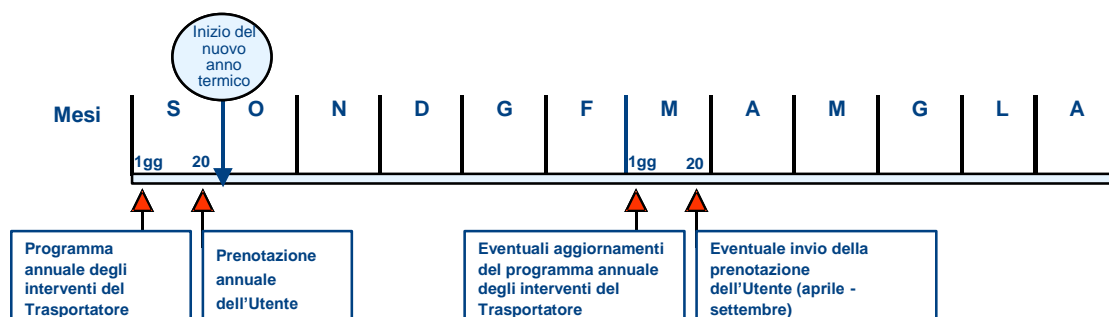 Inizio del
nuovo
anno
termico
Mesi S O N D G F M A M G L A
1gg 20 1gg 20
Programma
annuale degli
interventi del
Trasportatore
Prenotazione
annuale
dell'Utente
Eventuali aggiornamenti
del programma annuale
degli interventi del
Trasportatore
Eventuale invio della
prenotazione
dell'Utente (aprile -
settembre)